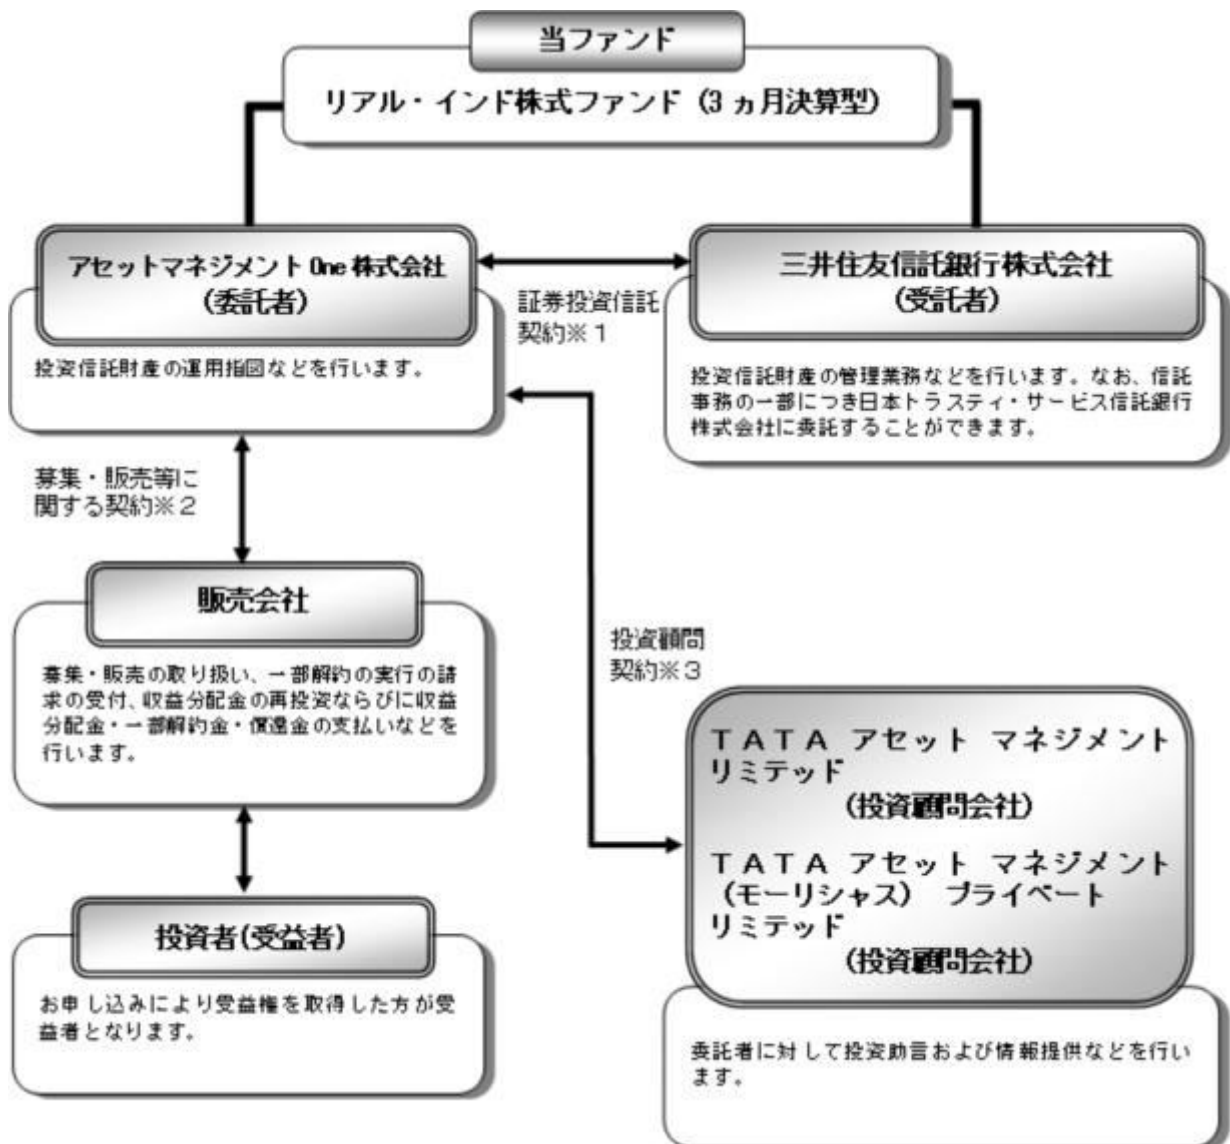 当ファンド
リアル・インド株式ファンド（3ヵ月決算型）
アセットマネジメントOne株式会社
（委託者）
投資信託財産の運用指図などを行います。
証券投資信託
契約※１
三井住友信託銀行株式会社
（受託者）
投資信託財産の管理業務などを行います。なお、信託
事務の一部につき日本トラスティ・サービス信託銀行
株式会社に委託することができます。
募集・販売等に
関する契約※２
販売会社
募集・販売の取り扱い、一部解約の実行の請
求の受付、収益分配金の再投資ならびに収益
分配金・一部解約金・償還金の支払いなどを
行います。
投資顧問
契約※３
ＴＡＴＡ アセット マネジメント
リミテッド
（投資顧問会社）
ＴＡＴＡ アセット マネジメント
（モーリシャス） プライベート
リミテッド
（投資顧問会社）
委託者に対して投資助言および情報提供などを行い
ます。
投資者（受益者）
お申し込みにより受益権を取得した方が受
益者となります。